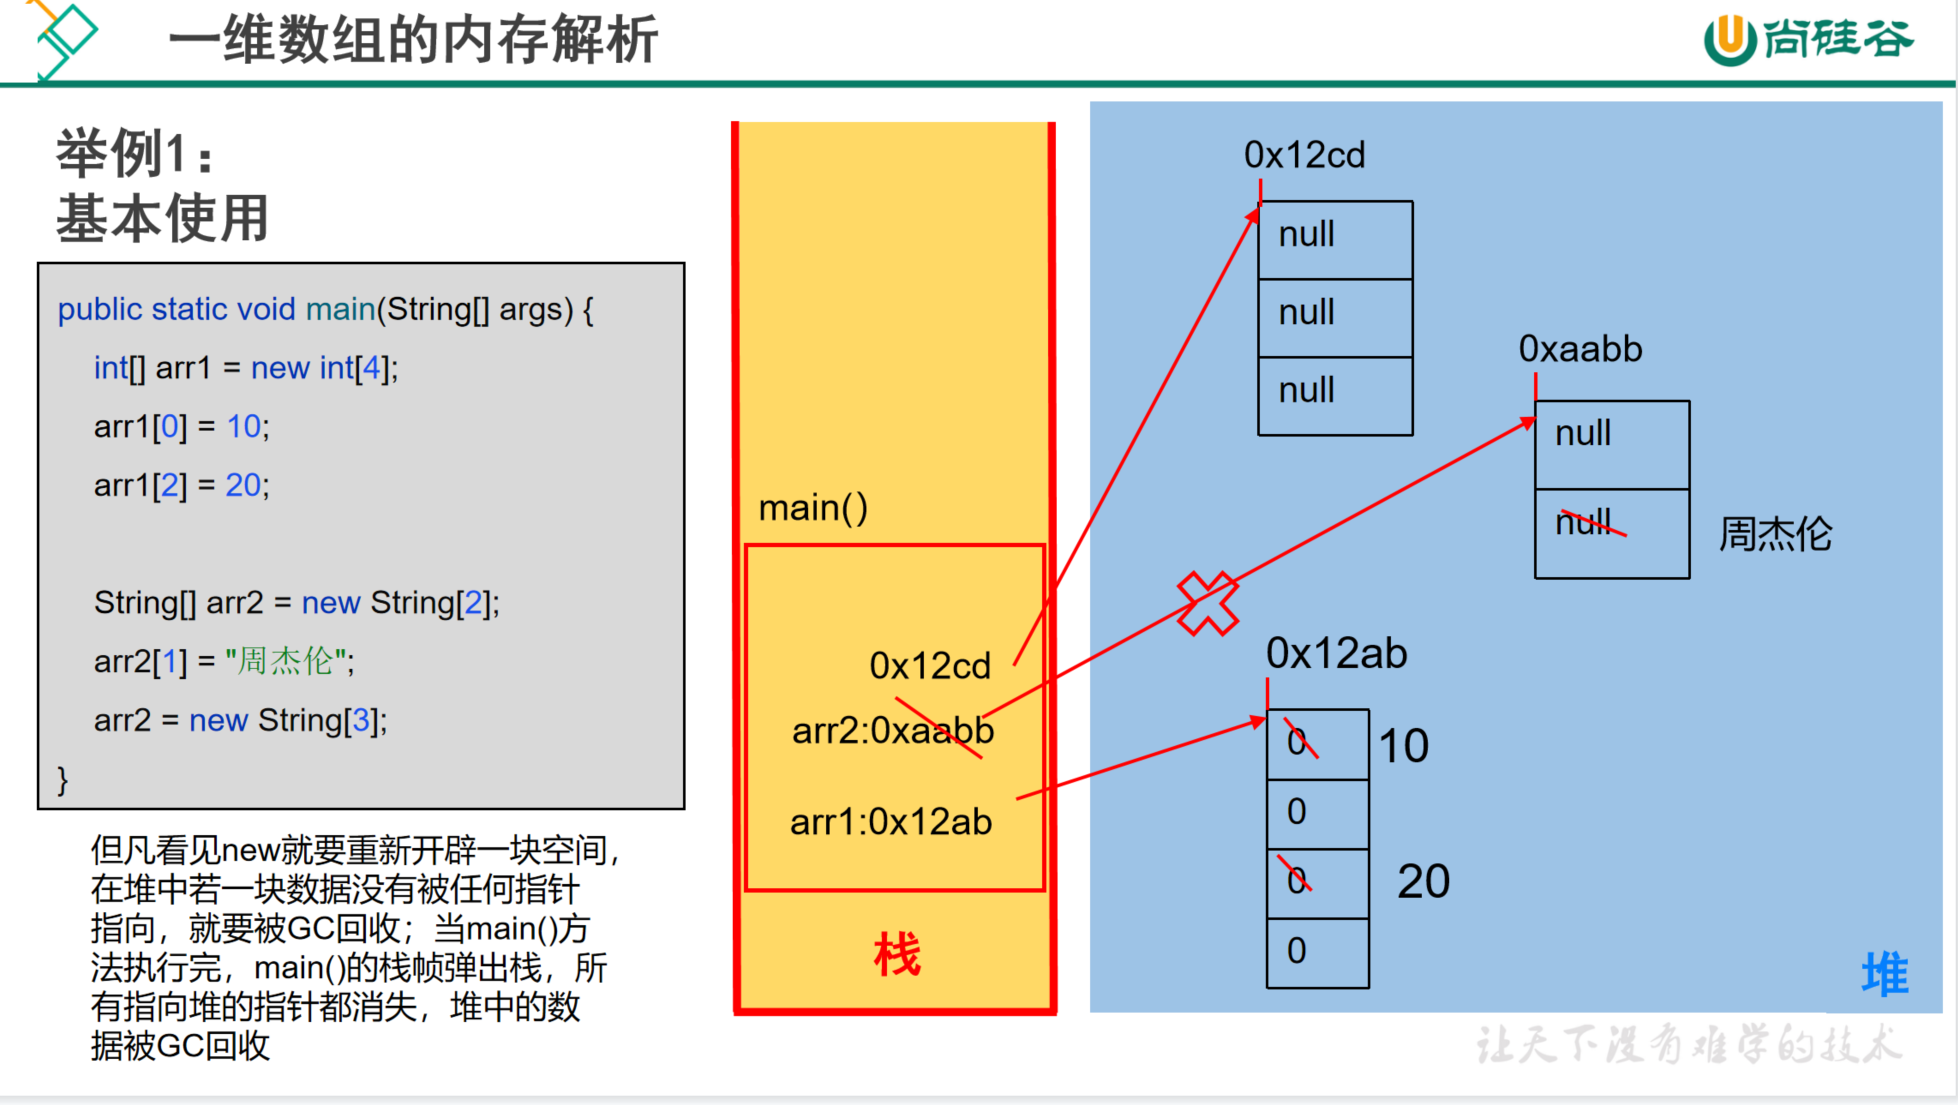 一维数组的内存解析
尚硅谷
举例1：
基本使用
public static void main(String[] args) {
int[] arr1 = new int[4];
arr1[0] = 10;
arr1[2] = 20;
String[] arr2 = new String[2];
arr2[1] = "周杰伦";
arr2 = new String[3];
}
但凡看见new就要重新开辟一块空间，
在堆中若一块数据没有被任何指针
指向，就要被GC回收；当main()方
法执行完，main()的栈帧弹出栈，所
有指向堆的指针都消失，堆中的数
据被GC回收
main()
0x12cd
arr2:0xaabb
arr1:0x12ab
栈
0x12cd
null
null
null
0xaabb
null
null 周杰伦
0x12ab
0 10
0
0 20
0
堆
让天下没有难学的技术